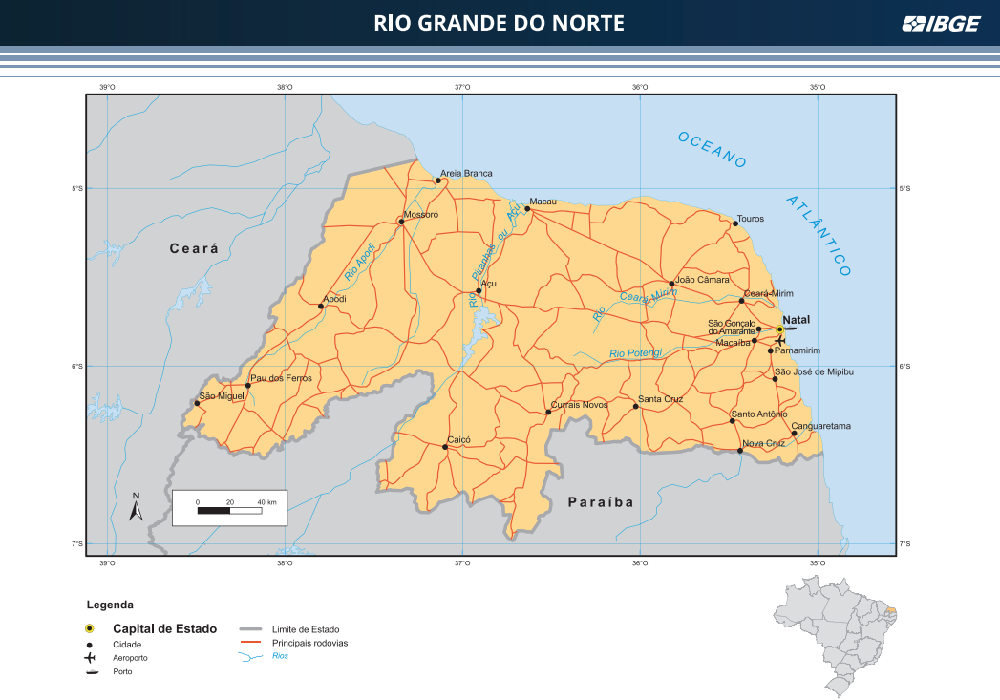 RIO GRANDE DO NORTE
IBGE
39°O
38°O
37°O
36°O
35°O
OCEANO
ATLÂNTICO
5°S
5°S
Areia Branca
Macau
Mossoró
Touros
Ceará
Rio Apodi
Rio Piranhas ou Açu
Açu
João Câmara
Ceará-Mirim
Rio Ceará-Mirim
Apodi
Natal
São Gonçalo
do Amarante
Macaíba
Parnamirim
Rio Potengi
6°S
6°S
São José de Mipibu
Pau dos Ferros
São Miguel
Currais Novos
Santa Cruz
Santo Antônio
Canguaretama
Caicó
Nova Cruz
Paraíba
N
0 20 40 km
7°S
7°S
39°O
38°O
37°O
36°O
35°O
Legenda
Capital de Estado
Cidade
Aeroporto
Porto
Limite de Estado
Principais rodovias
Rios